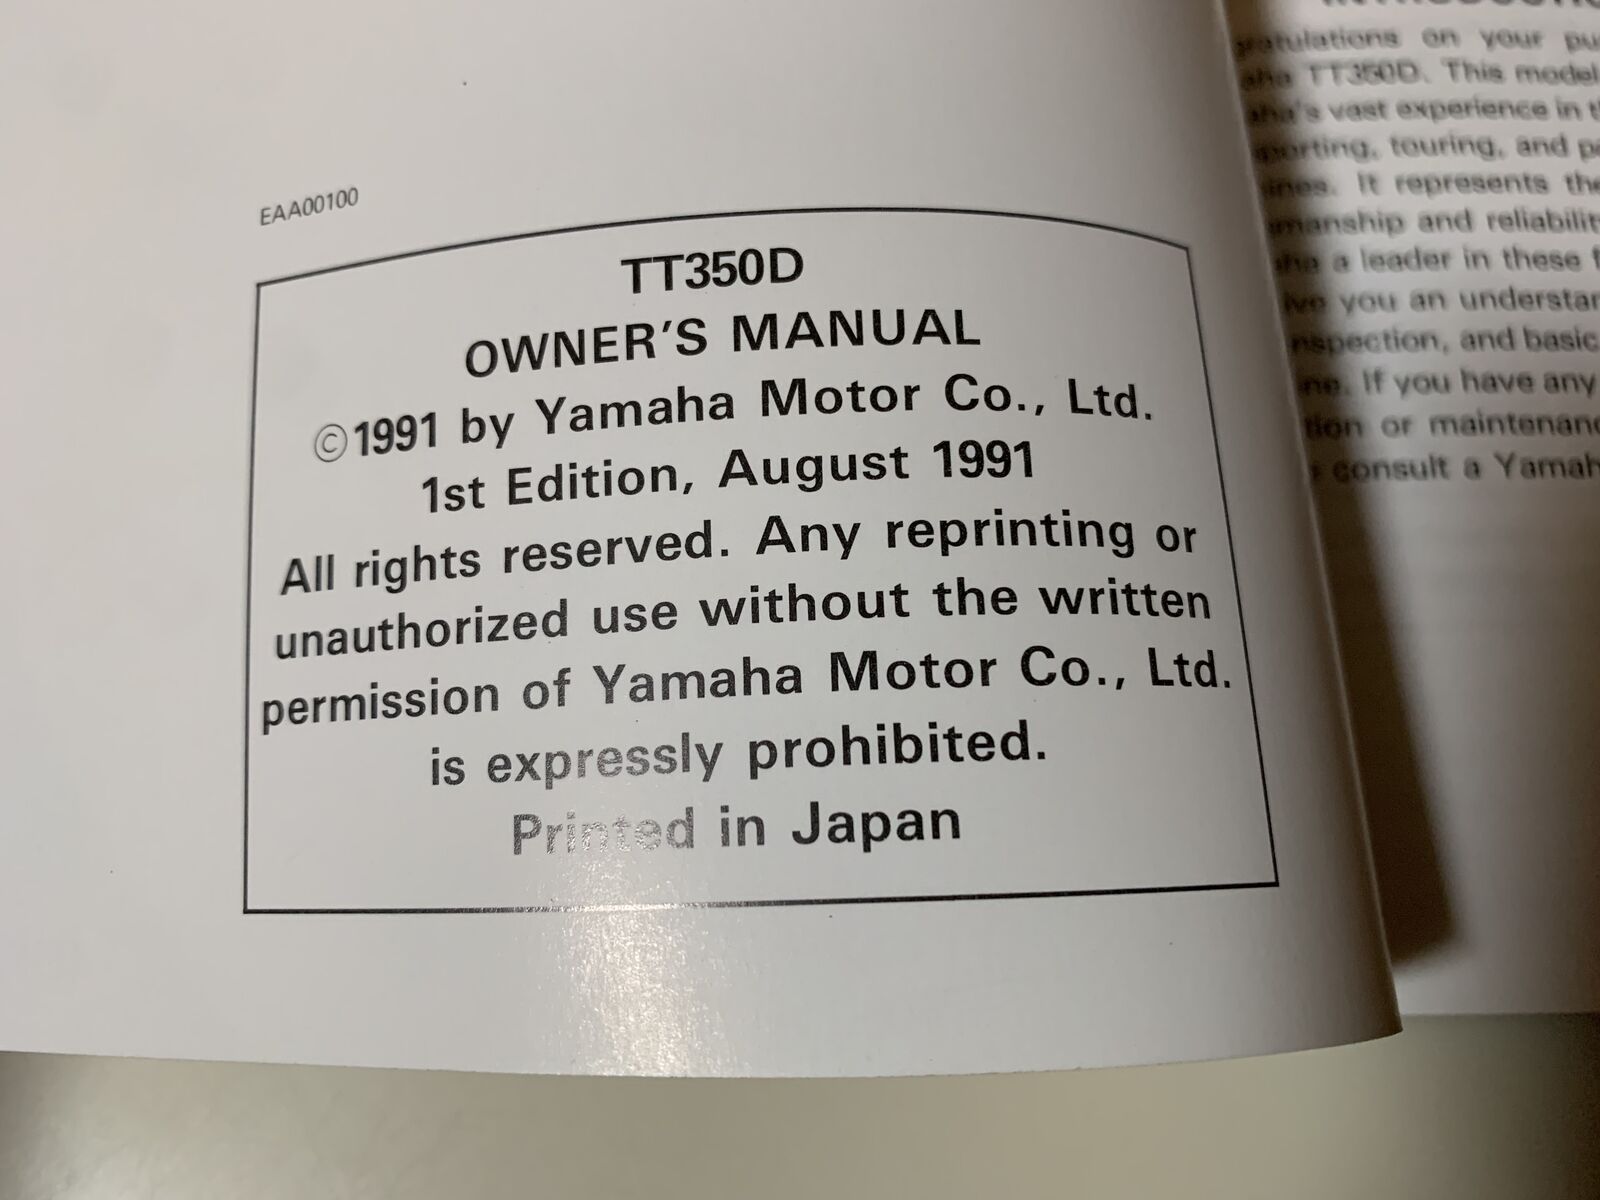 EAA00100
TT350D
OWNER'S MANUAL
©1991 by Yamaha Motor Co., Ltd.
1st Edition, August 1991
All rights reserved. Any reprinting or
unauthorized use without the written
permission of Yamaha Motor Co., Ltd.
is expressly prohibited.
Printed in Japan
on your
TT350D. This model
vast experience in
touring, and
It represents the
and reliability
a leader in these
you an
and basic
If you have any
or
consult a